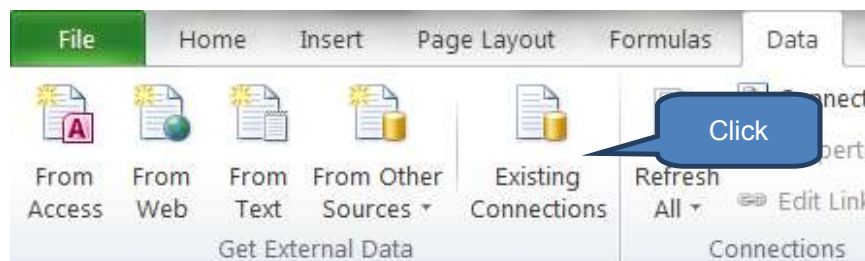 File Home Insert Page Layout Formulas Data
Click
From Access
From Web
From Text
From Other Sources
Existing Connections
Refresh All
Edit
Get External Data
Connections